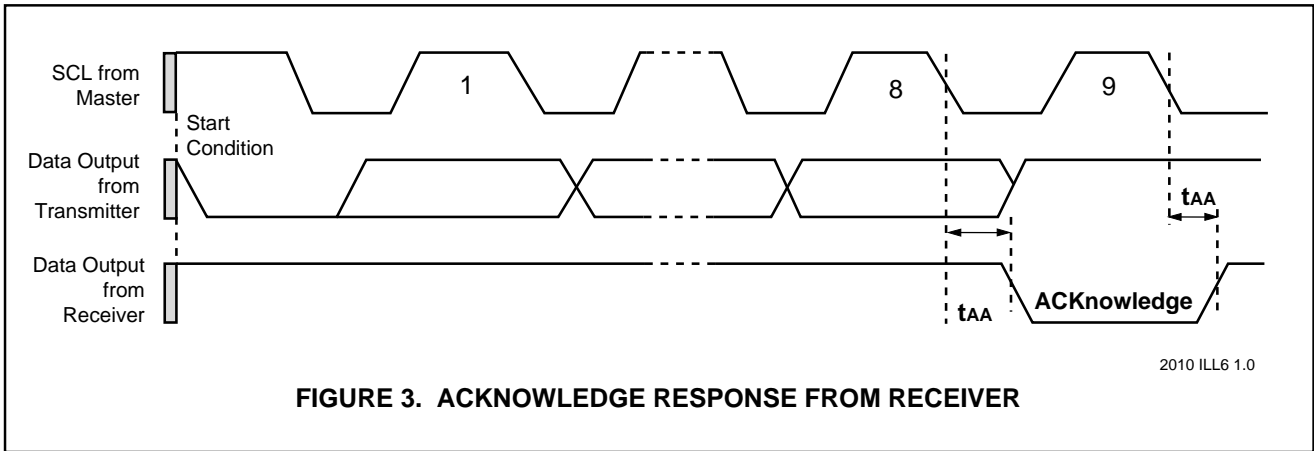 SCL from
Master
1
8
9
Start
Condition
Data Output
from
Transmitter
tAA
Data Output
from
Receiver
tAA
ACKnowledge
2010 ILL6 1.0
FIGURE 3. ACKNOWLEDGE RESPONSE FROM RECEIVER